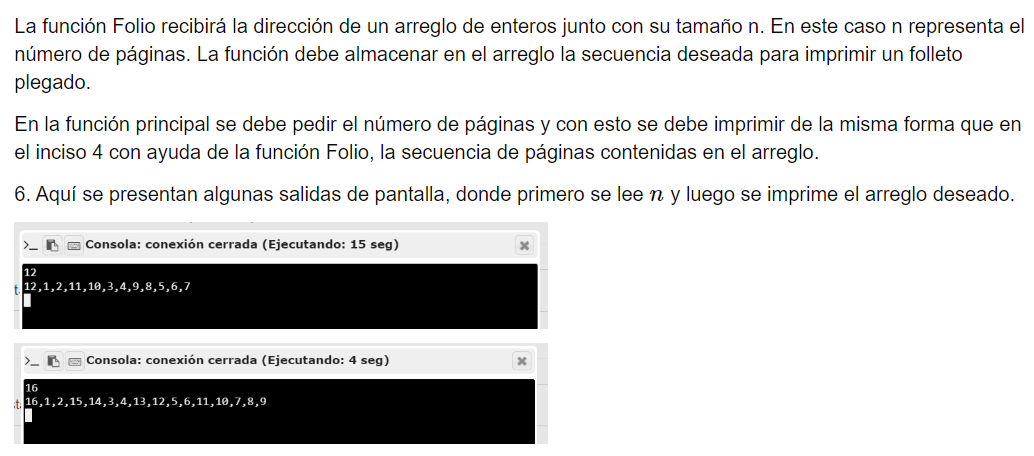 La función Folio recibirá la dirección de un arreglo de enteros junto con su tamaño n. En este caso n representa el
número de páginas. La función debe almacenar en el arreglo la secuencia deseada para imprimir un folleto
plegado.
En la función principal se debe pedir el número de páginas y con esto se debe imprimir de la misma forma que en
el inciso 4 con ayuda de la función Folio, la secuencia de páginas contenidas en el arreglo.
6. Aquí se presentan algunas salidas de pantalla, donde primero se lee n y luego se imprime el arreglo deseado.
Consola: conexión cerrada (Ejecutando: 15 seg)
12
12,1,2,11,10,3,4,9,8,5,6,7
Consola: conexión cerrada (Ejecutando: 4 seg)
16
16,1,2,15,14,3,4,13,12,5,6,11,10,7,8,9